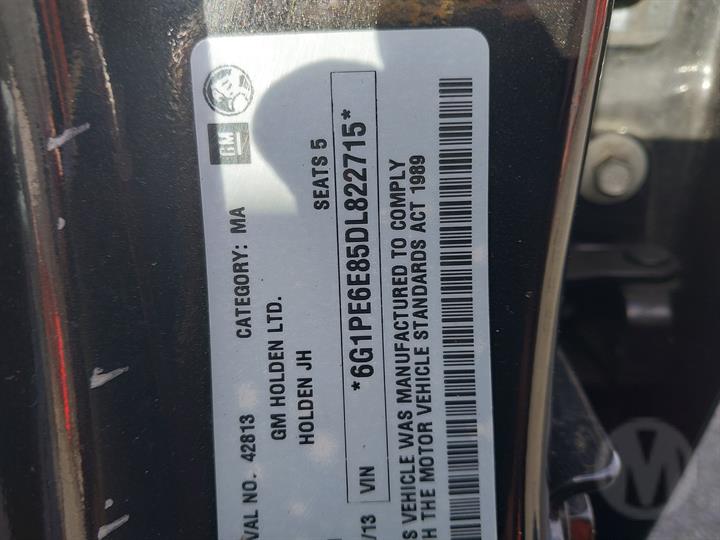 GM
VAL NO. 42813 CATEGORY: MA
GM HOLDEN LTD.
HOLDEN JH SEATS 5
/13 VIN *6G1PE6E85DL822715*
S VEHICLE WAS MANUFACTURED TO COMPLY
H THE MOTOR VEHICLE STANDARDS ACT 1989
M